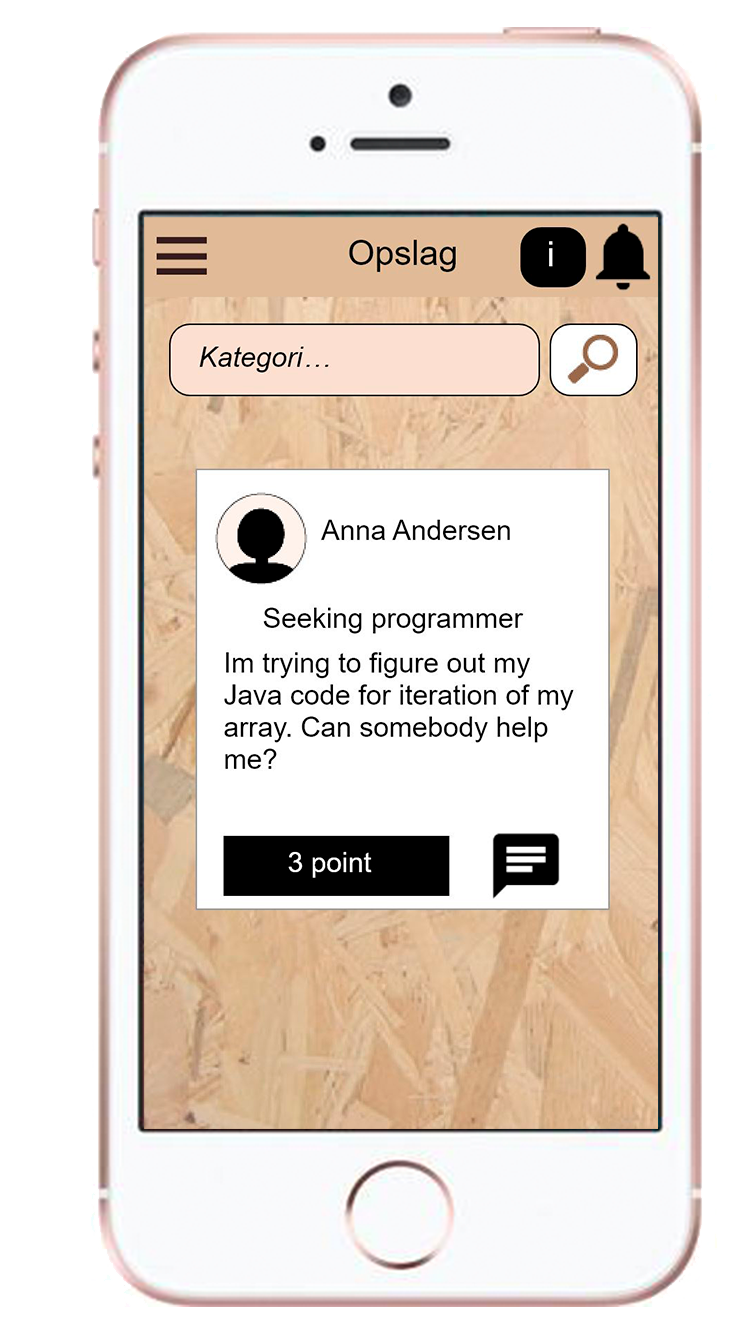 Opslag
i
Kategori...
Anna Andersen
Seeking programmer
Im trying to figure out my
Java code for iteration of my
array. Can somebody help
me?
3 point